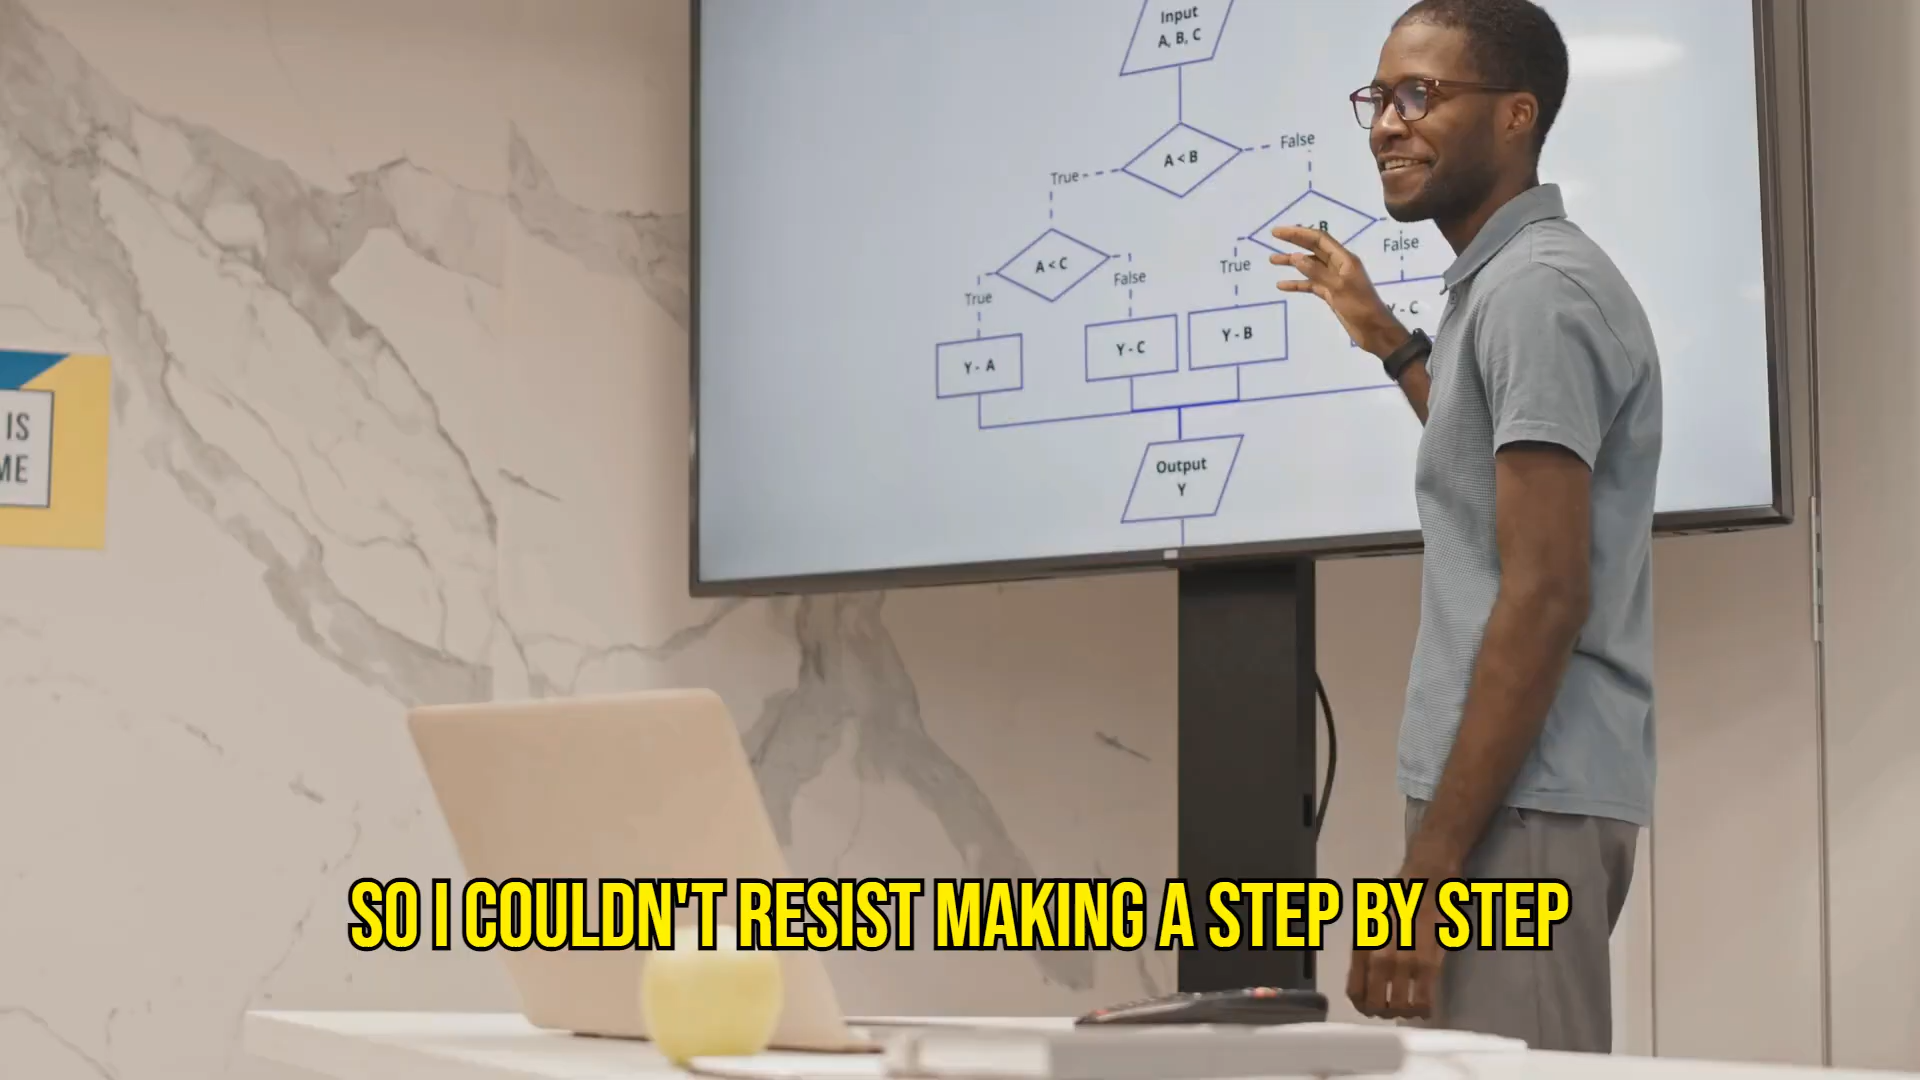 Input
A, B, C
A < B
False
True
< B
A < C
False
True
False
True
Y - C
Y - B
Y - C
Y - A
Output
Y
IS
ME
SO I COULDN'T RESIST MAKING A STEP BY STEP